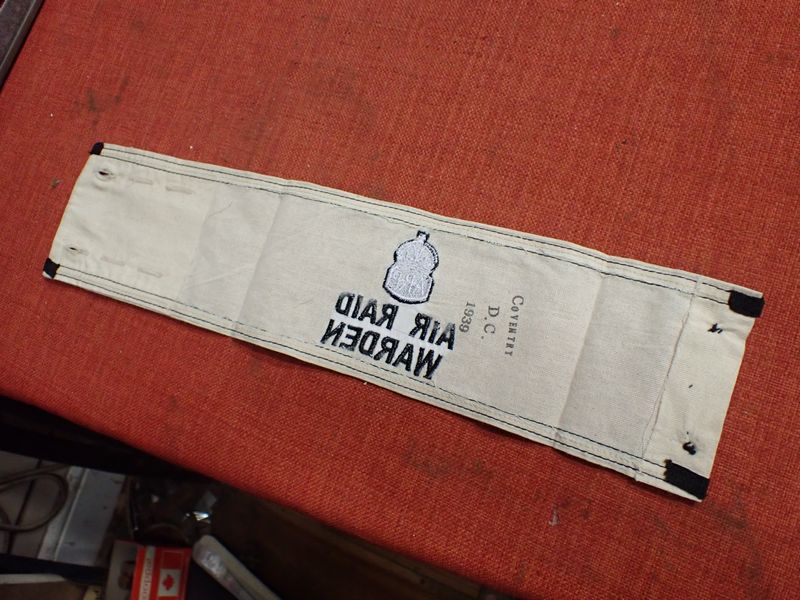 AIR RAID
WARDEN
COVENTRY
D.C.
1939